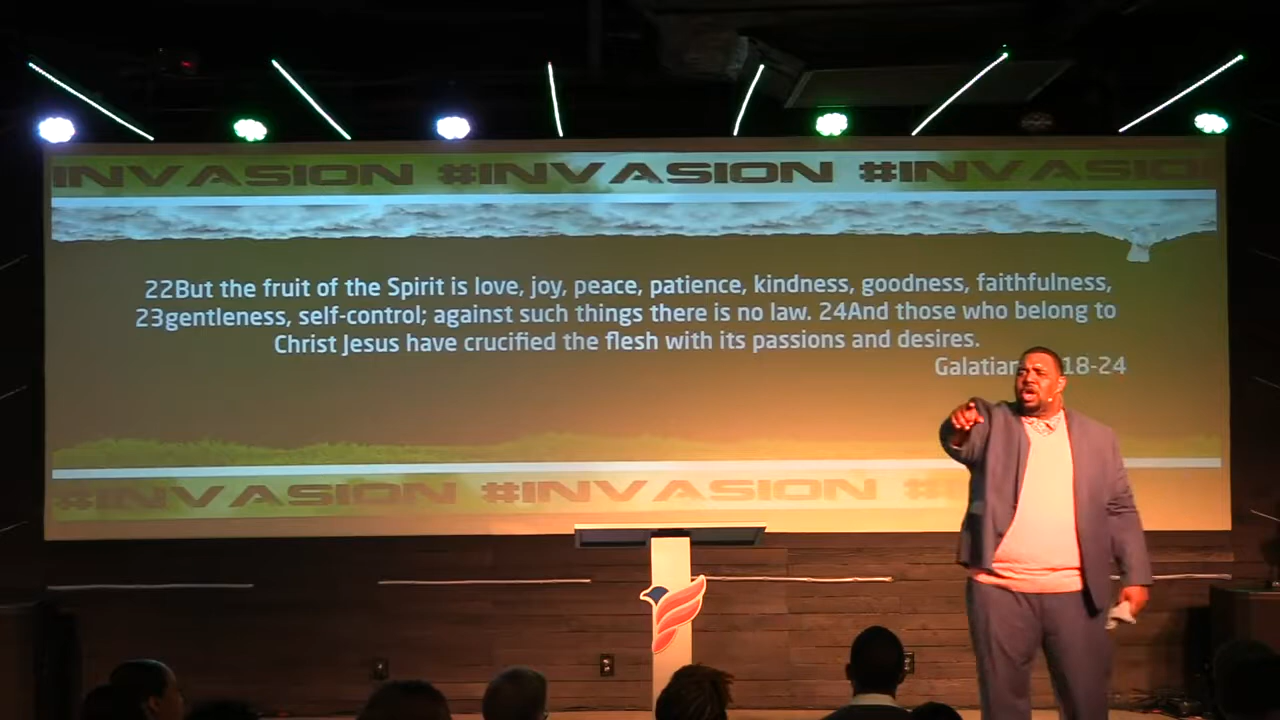 INVASION #INVASION #INVASIO
22But the fruit of the Spirit is love, joy, peace, patience, kindness, goodness, faithfulness,
23gentleness, self-control; against such things there is no law. 24And those who belong to
Christ Jesus have crucified the flesh with its passions and desires.
Galatian 18-24
#INVASION #INVASION #I